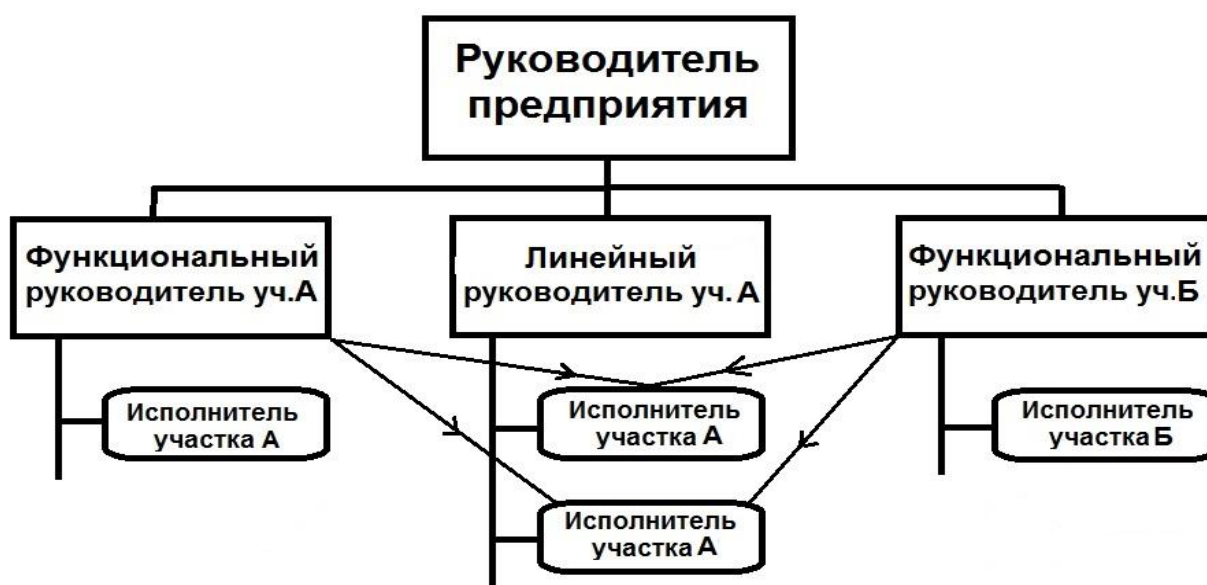 Руководитель
предприятия
Функциональный
руководитель уч.А
Линейный
руководитель уч. А
Функциональный
руководитель уч.Б
Исполнитель
участка А
Исполнитель
участка А
Исполнитель
участка Б
Исполнитель
участка А